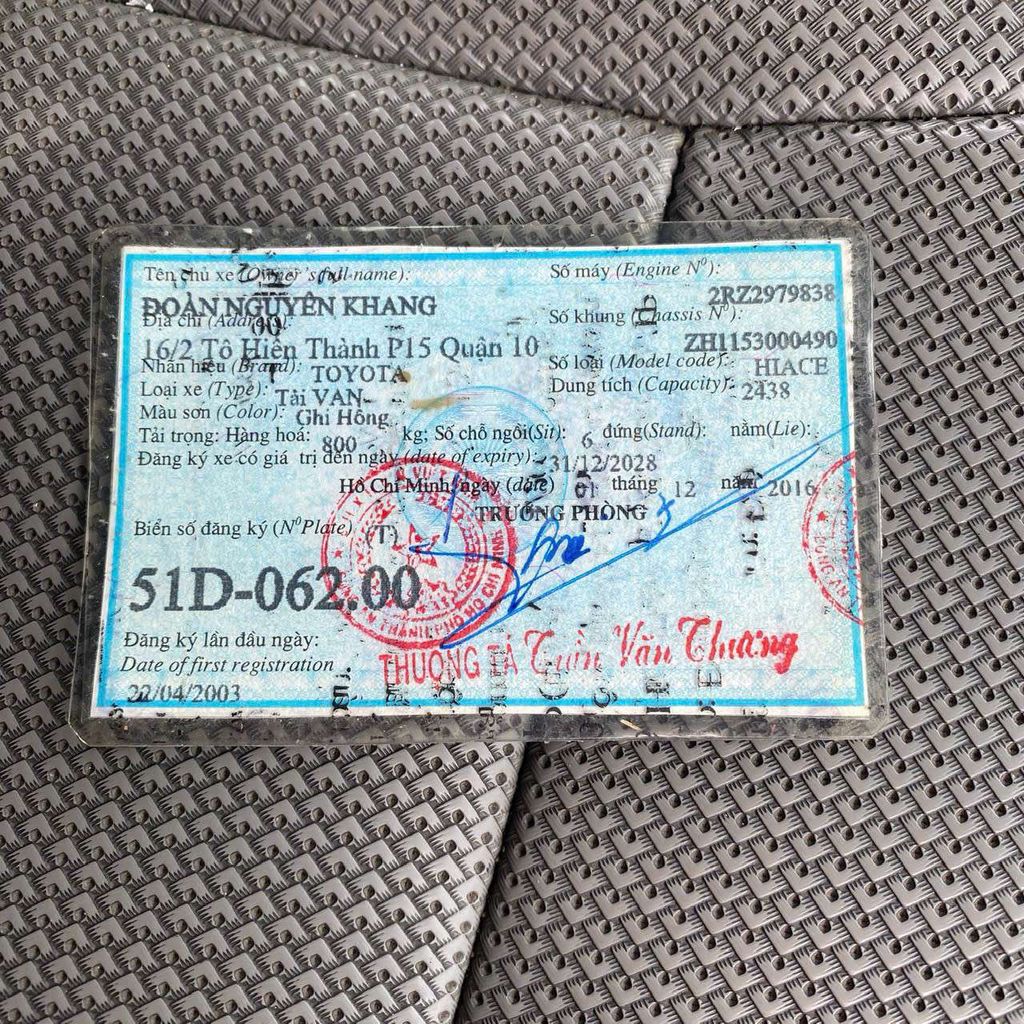 Tên chủ xe (Owner's full name):
ĐOÀN NGUYÊN KHANG
Địa chỉ (Address):
16/2 Tô Hiến Thành P15 Quận 10
Nhãn hiệu (Brand): TOYOTA
Loại xe (Type): Tải VAN
Màu sơn (Color): Ghi Hồng
Số máy (Engine N⁰):
2RZ2979838
Số khung (Chassis N⁰):
ZH1153000490
Số loại (Model code): HIACE
Dung tích (Capacity): 2438
Tải trọng: Hàng hoá: 800 kg; Số chỗ ngồi(Sit): 6 đứng(Stand): nằm(Lie):
Đăng ký xe có giá trị đến ngày (date of expiry): 31/12/2028
Hồ Chí Minh, ngày (date) 01 tháng 12 năm 2016
TRƯỞNG PHÒNG
Biển số đăng ký (N⁰Plate) (T)
51D-062.00
Đăng ký lần đầu ngày:
Date of first registration
22/04/2003
THƯỢNG TÁ Trần Văn Thương